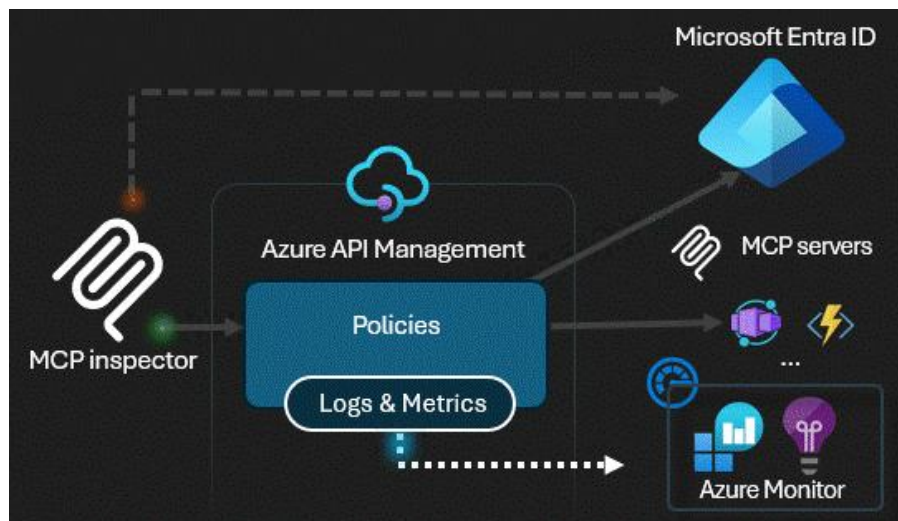 Microsoft Entra ID
Azure API Management
MCP servers
Policies
MCP inspector
...
Logs & Metrics
Azure Monitor